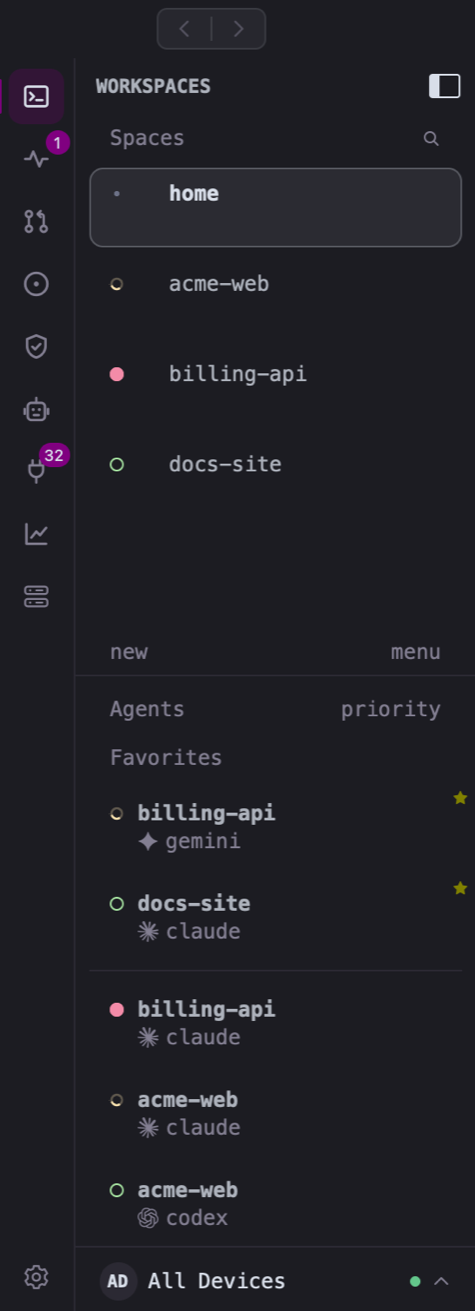 WORKSPACES
1
Spaces
home
acme-web
billing-api
docs-site
32
new menu
Agents priority
Favorites
billing-api
gemini
docs-site
claude
billing-api
claude
acme-web
claude
acme-web
codex
AD All Devices